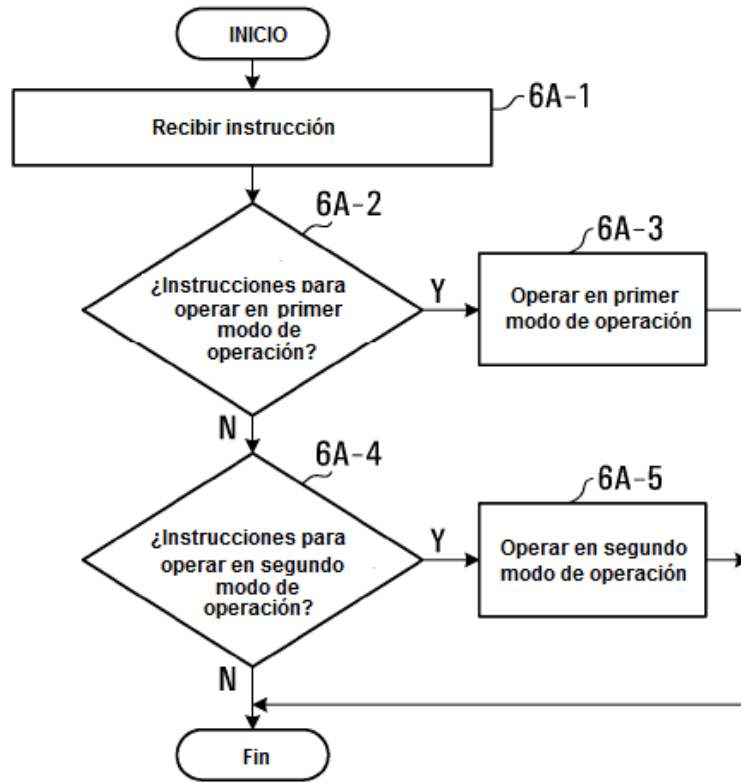 INICIO
6A-1
Recibir instrucción
6A-2
¿Instrucciones para
operar en primer
modo de
operación?
Y
6A-3
Operar en primer
modo de operación
N
6A-4
¿Instrucciones para
operar en segundo
modo de
operación?
Y
6A-5
Operar en segundo
modo de operación
N
Fin